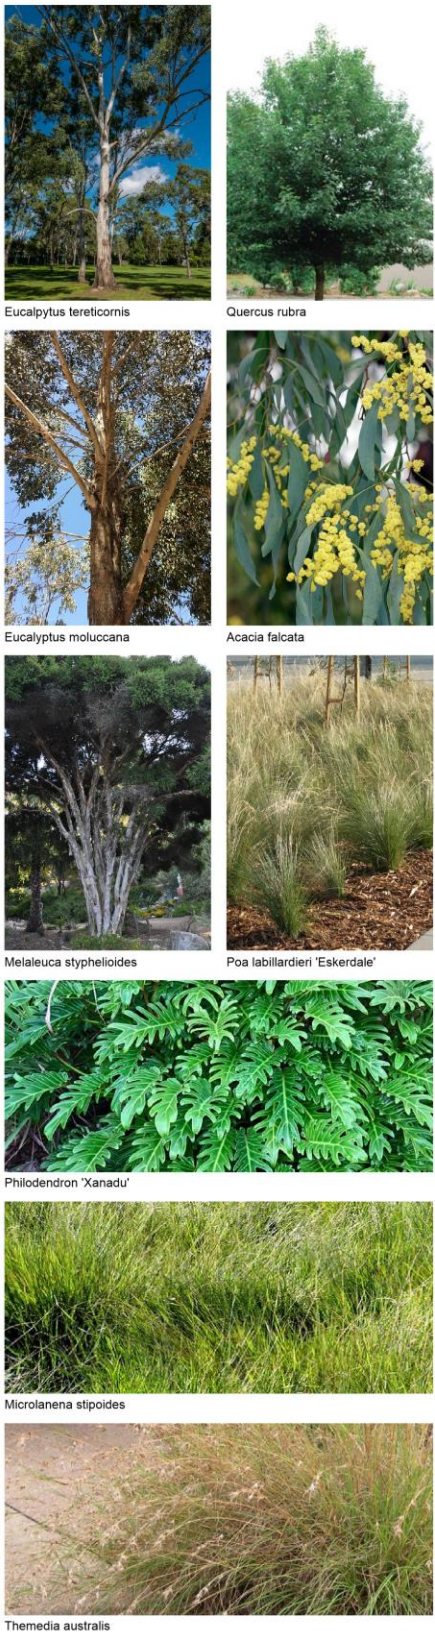 Eucalpytus tereticornis
Quercus rubra
Eucalyptus moluccana
Acacia falcata
Melaleuca styphelioides
Poa labillardieri 'Eskerdale'
Philodendron 'Xanadu'
Microlanena stipoides
Themedia australis